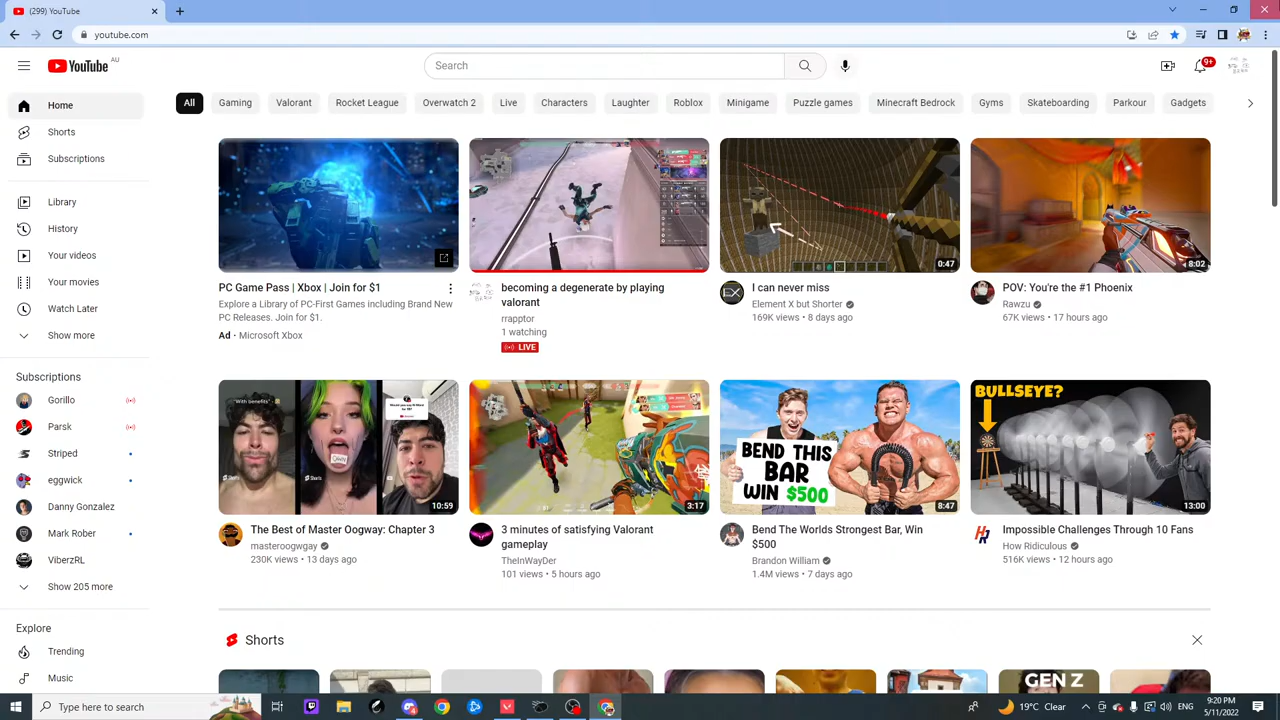 (299) YouTube
youtube.com
YouTube AU
Search
9+
Home
Shorts
Subscriptions
Library
History
Your videos
Your movies
Watch Later
Show more
Subscriptions
Gorillo
Parsk
Striped
eggwick
Danny Gonzalez
Mark Rober
ViberzRL
Show 205 more
Explore
Trending
Music
All
Gaming
Valorant
Rocket League
Overwatch 2
Live
Characters
Laughter
Roblox
Minigame
Puzzle games
Minecraft Bedrock
Gyms
Skateboarding
Parkour
Gadgets
PC Game Pass | Xbox | Join for $1
Explore a Library of PC-First Games including Brand New
PC Releases. Join for $1.
Ad • Microsoft Xbox
becoming a degenerate by playing
valorant
rrapptor
1 watching
LIVE
0:47
I can never miss
Element X but Shorter
169K views • 8 days ago
8:02
POV: You're the #1 Phoenix
Rawzu
67K views • 17 hours ago
"With benefits"
Shorts
Shorts
10:59
The Best of Master Oogway: Chapter 3
masteroogwgay
230K views • 13 days ago
3:17
3 minutes of satisfying Valorant
gameplay
TheInWayDer
101 views • 5 hours ago
BEND THIS
BAR
WIN $500
8:47
Bend The Worlds Strongest Bar, Win
$500
Brandon William
1.4M views • 7 days ago
BULLSEYE?
13:00
Impossible Challenges Through 10 Fans
How Ridiculous
516K views • 12 hours ago
Shorts
GEN Z
Type here to search
19°C Clear
ENG
9:20 PM
5/11/2022